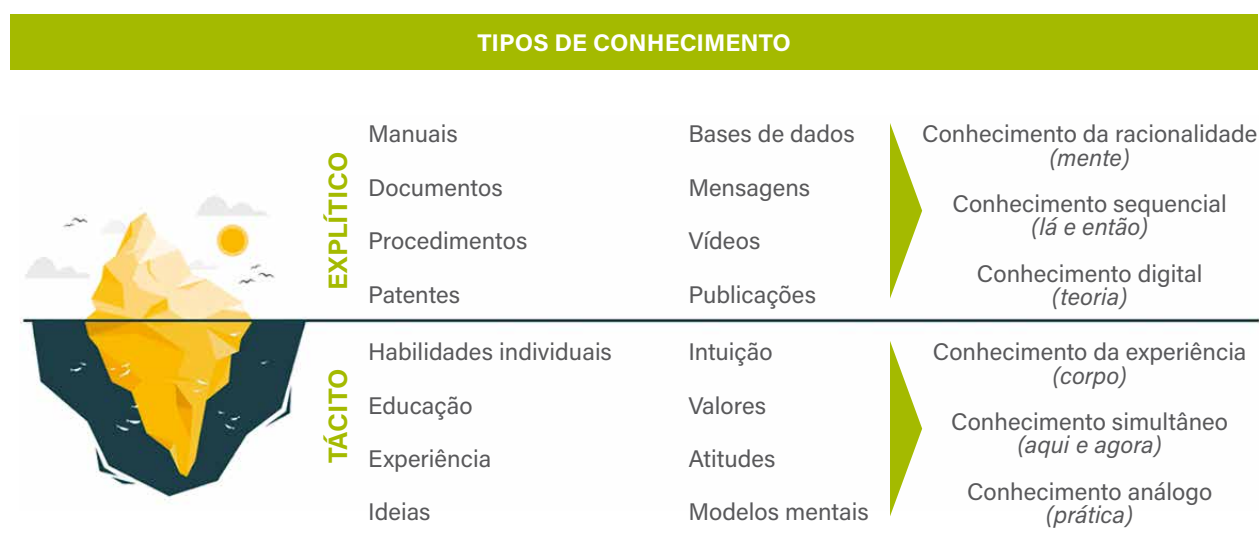 TIPOS DE CONHECIMENTO
EXPLÍTICO
Manuais
Documentos
Procedimentos
Patentes
Bases de dados
Mensagens
Vídeos
Publicações
Conhecimento da racionalidade
(mente)
Conhecimento sequencial
(lá e então)
Conhecimento digital
(teoria)
TÁCITO
Habilidades individuais
Educação
Experiência
Ideias
Intuição
Valores
Atitudes
Modelos mentais
Conhecimento da experiência
(corpo)
Conhecimento simultâneo
(aqui e agora)
Conhecimento análogo
(prática)